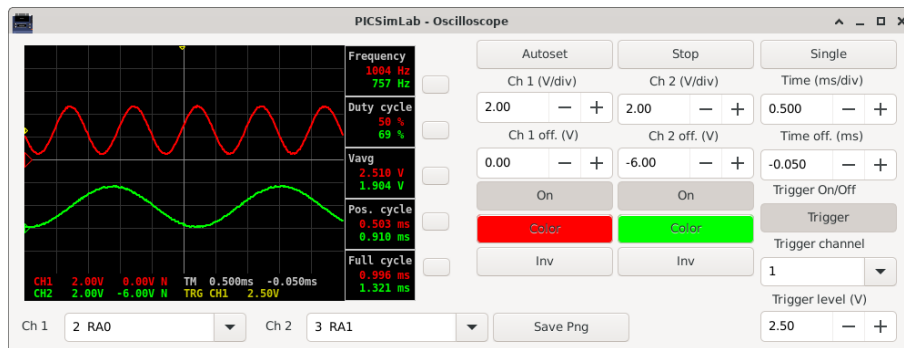 PICSimLab - Oscilloscope
Frequency
1004 Hz
757 Hz
Duty cycle
50 %
69 %
Vavg
2.510 V
1.904 V
Pos. cycle
0.503 ms
0.910 ms
Full cycle
0.996 ms
1.321 ms
CH1 2.00V 0.00V N TM 0.500ms -0.050ms
CH2 2.00V -6.00V N TRG CH1 2.50V
Autoset Stop Single
Ch 1 (V/div) Ch 2 (V/div) Time (ms/div)
2.00 − + 2.00 − + 0.500 − +
Ch 1 off. (V) Ch 2 off. (V) Time off. (ms)
0.00 − + -6.00 − + -0.050 − +
On On Trigger On/Off
Color Color Trigger
Inv Inv Trigger channel
1
Trigger level (V)
2.50 − +
Ch 1 2 RA0 Ch 2 3 RA1 Save Png